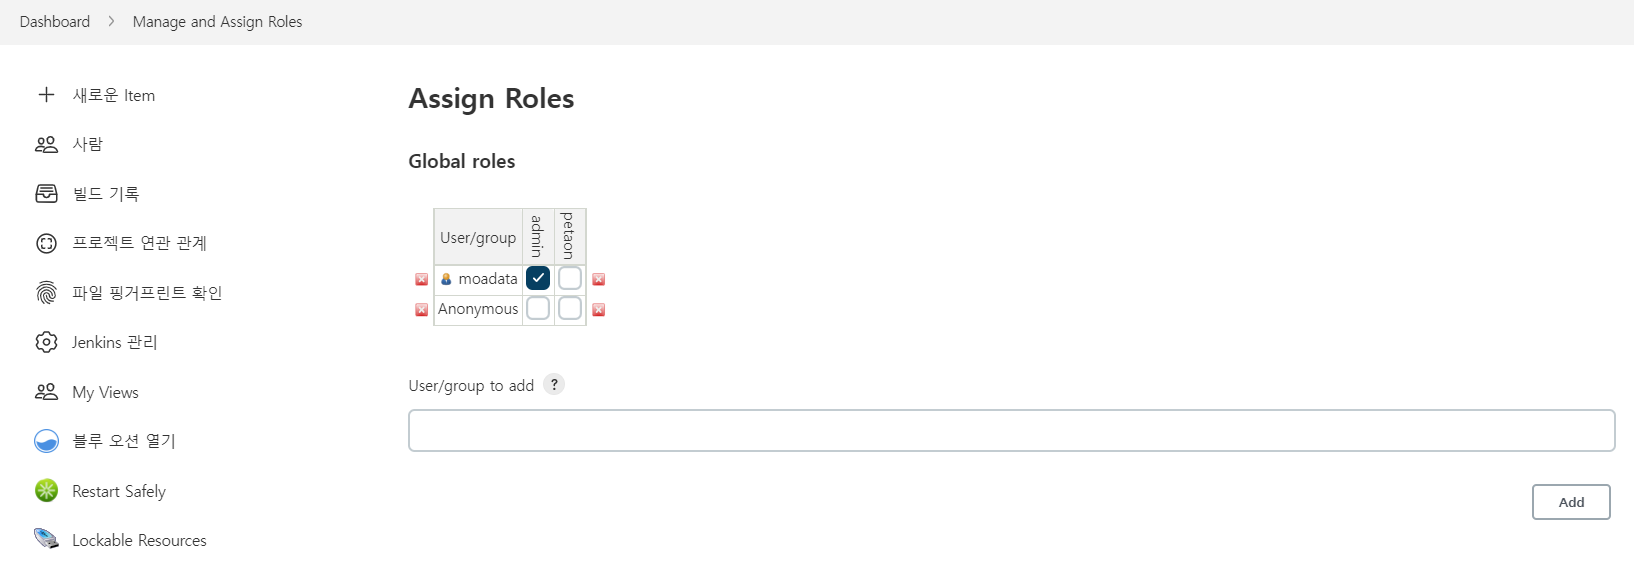 Dashboard > Manage and Assign Roles
새로운 Item
사람
빌드 기록
프로젝트 연관 관계
파일 핑거프린트 확인
Jenkins 관리
My Views
블루 오션 열기
Restart Safely
Lockable Resources
Assign Roles
Global roles
User/group admin petaon
moadata
Anonymous
User/group to add ?
Add